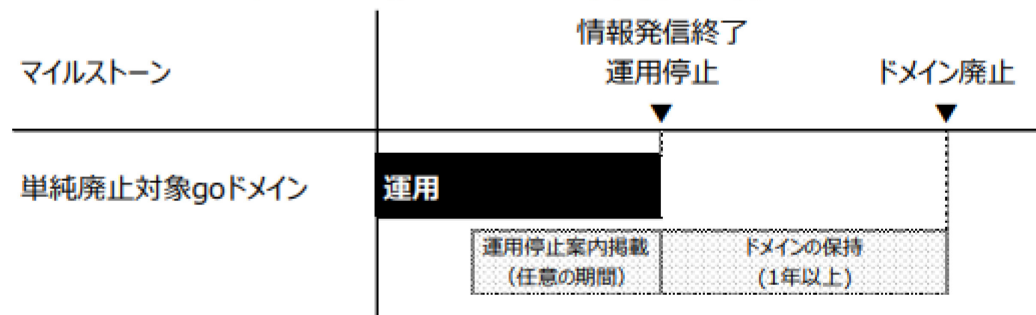 情報発信終了
マイルストーン 運用停止 ドメイン廃止
▼ ▼
単純廃止対象goドメイン 運用
運用停止案内掲載 ドメインの保持
（任意の期間） （1年以上）